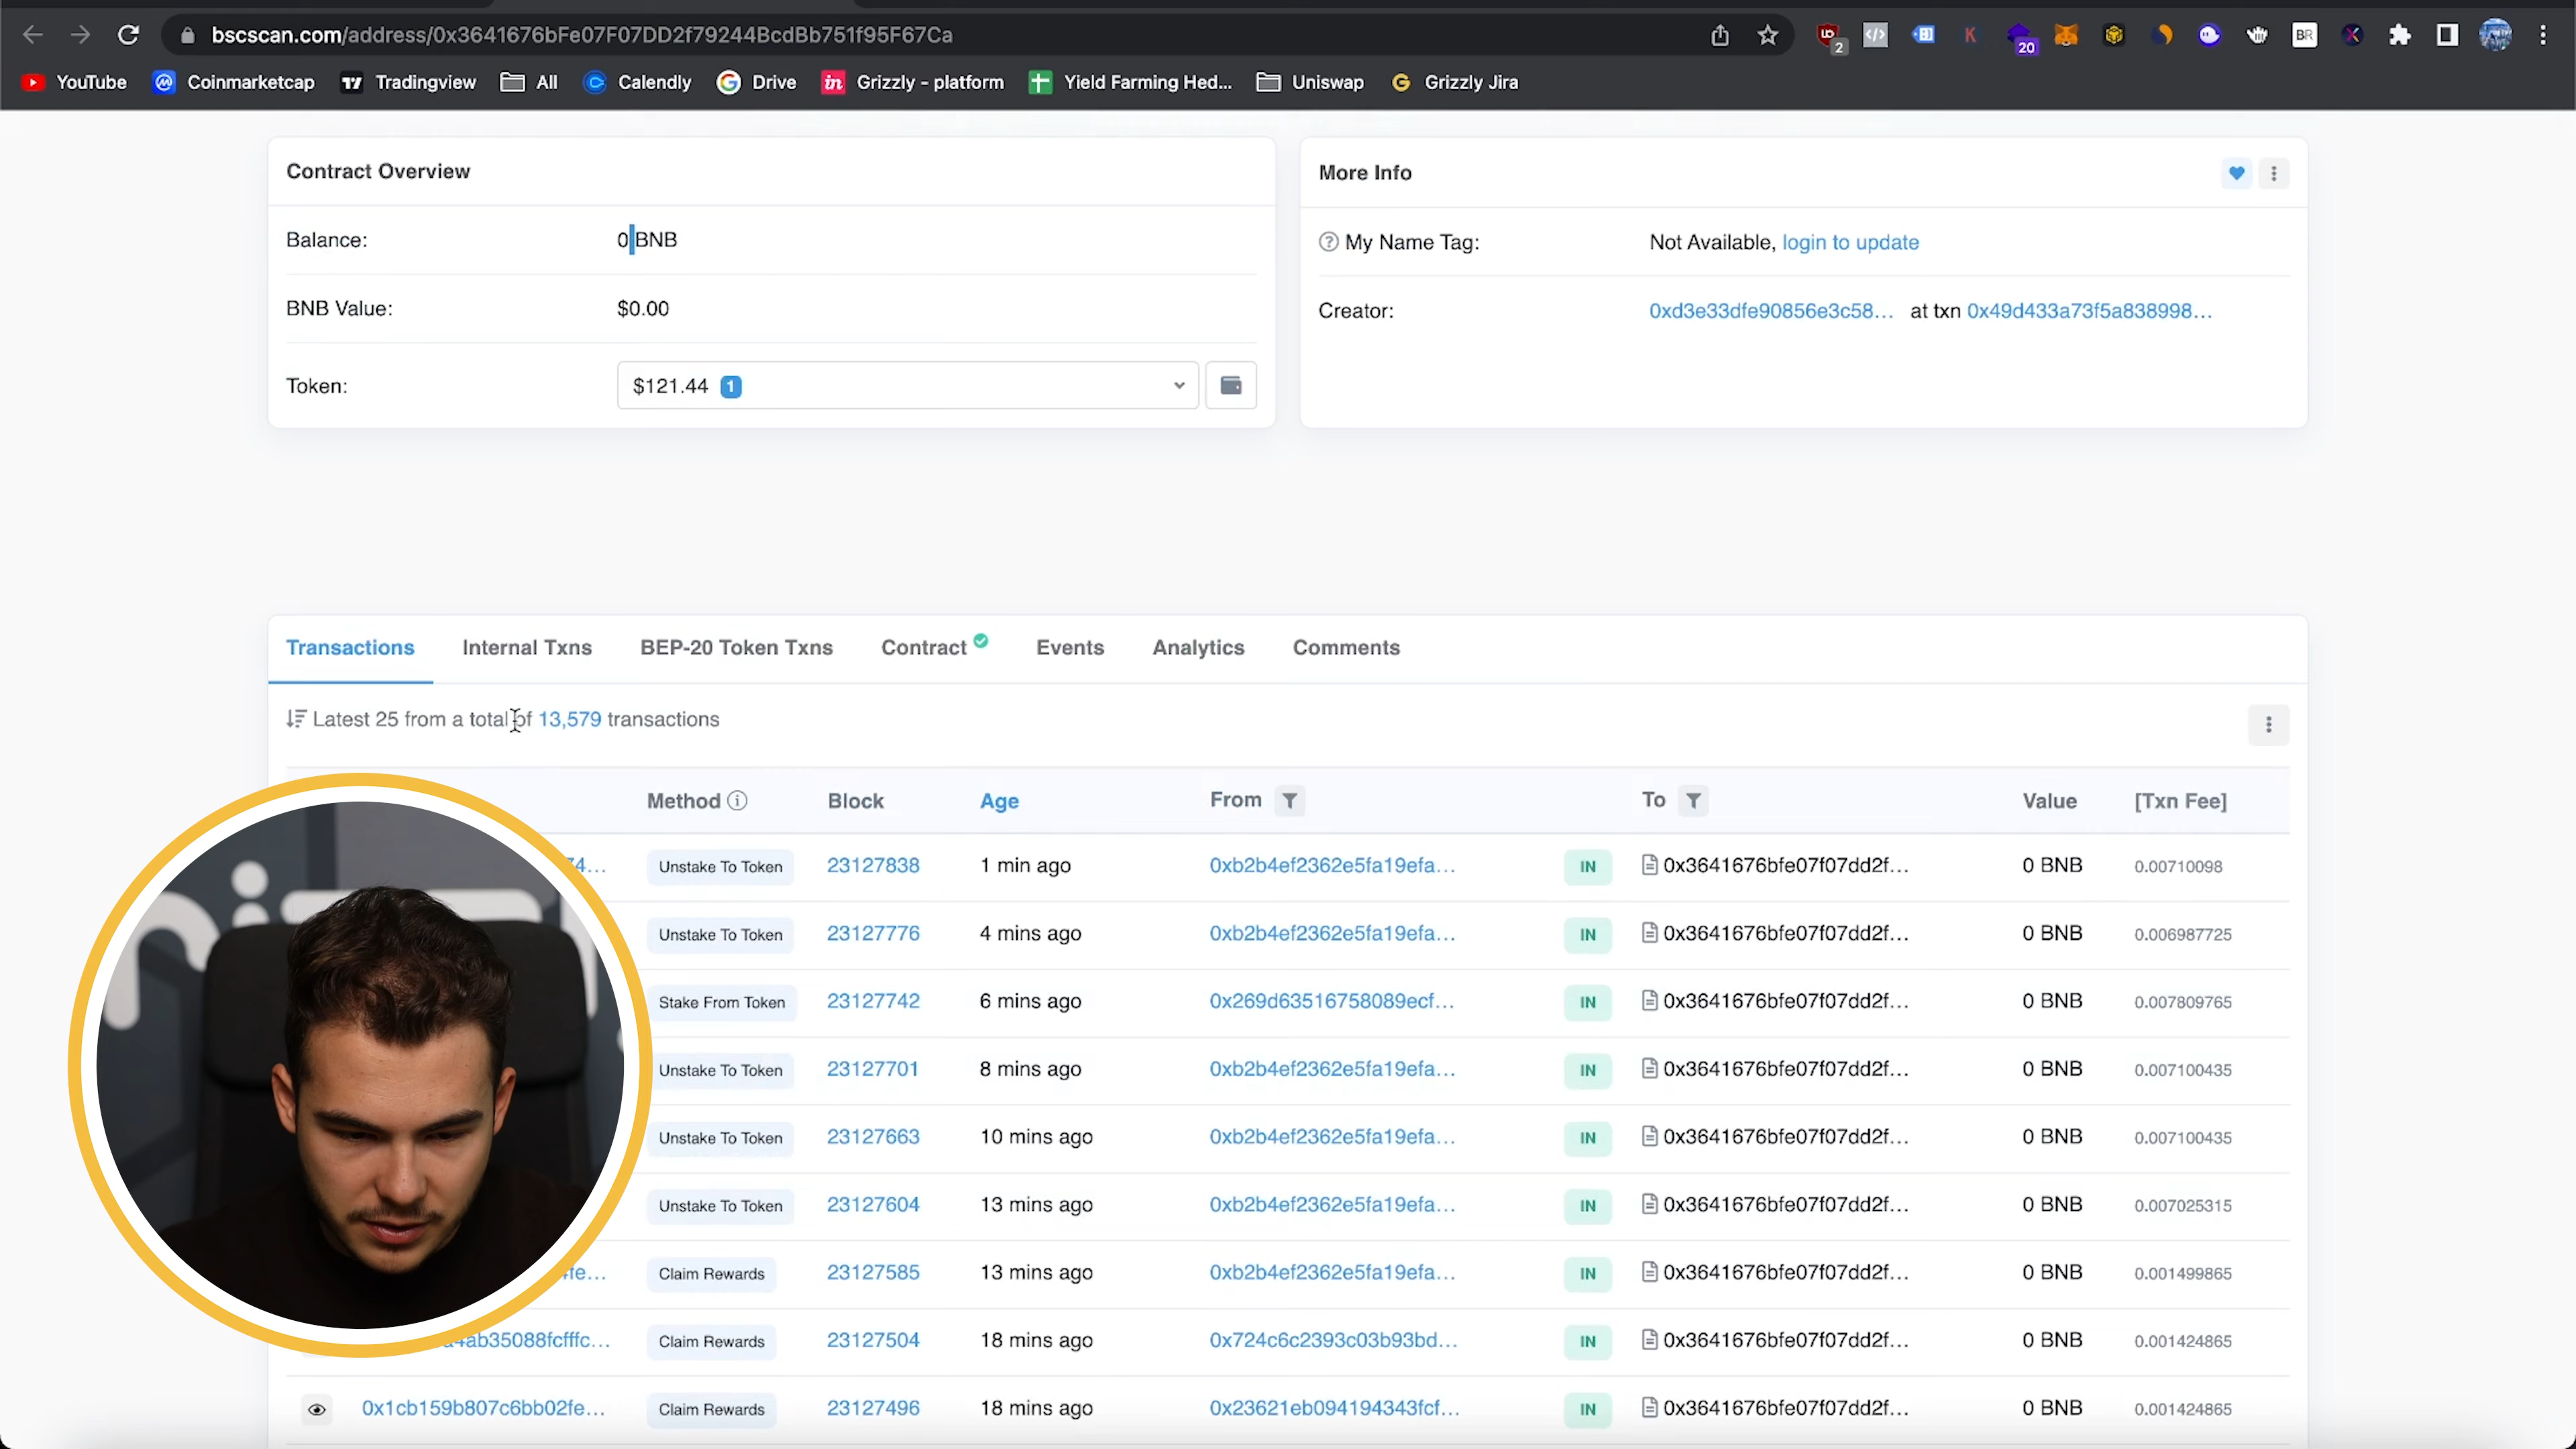 bscscan.com/address/0x3641676bFe07F07DD2f79244BcdBb751f95F67Ca
2
20
YouTube Coinmarketcap Tradingview All Calendly Drive Grizzly - platform Yield Farming Hed... Uniswap Grizzly Jira
Contract Overview
Balance: 0 BNB
BNB Value: $0.00
Token: $121.44 1
More Info
My Name Tag: Not Available, login to update
Creator: 0xd3e33dfe90856e3c58... at txn 0x49d433a73f5a838998...
Transactions Internal Txns BEP-20 Token Txns Contract Events Analytics Comments
Latest 25 from a total of 13,579 transactions
Method Block Age From To Value [Txn Fee]
74... Unstake To Token 23127838 1 min ago 0xb2b4ef2362e5fa19efa... IN 0x3641676bfe07f07dd2f... 0 BNB 0.00710098
Unstake To Token 23127776 4 mins ago 0xb2b4ef2362e5fa19efa... IN 0x3641676bfe07f07dd2f... 0 BNB 0.006987725
Stake From Token 23127742 6 mins ago 0x269d63516758089ecf... IN 0x3641676bfe07f07dd2f... 0 BNB 0.007809765
Unstake To Token 23127701 8 mins ago 0xb2b4ef2362e5fa19efa... IN 0x3641676bfe07f07dd2f... 0 BNB 0.007100435
Unstake To Token 23127663 10 mins ago 0xb2b4ef2362e5fa19efa... IN 0x3641676bfe07f07dd2f... 0 BNB 0.007100435
Unstake To Token 23127604 13 mins ago 0xb2b4ef2362e5fa19efa... IN 0x3641676bfe07f07dd2f... 0 BNB 0.007025315
fe... Claim Rewards 23127585 13 mins ago 0xb2b4ef2362e5fa19efa... IN 0x3641676bfe07f07dd2f... 0 BNB 0.001499865
4ab35088fcfffc... Claim Rewards 23127504 18 mins ago 0x724c6c2393c03b93bd... IN 0x3641676bfe07f07dd2f... 0 BNB 0.001424865
0x1cb159b807c6bb02fe... Claim Rewards 23127496 18 mins ago 0x23621eb094194343fcf... IN 0x3641676bfe07f07dd2f... 0 BNB 0.001424865